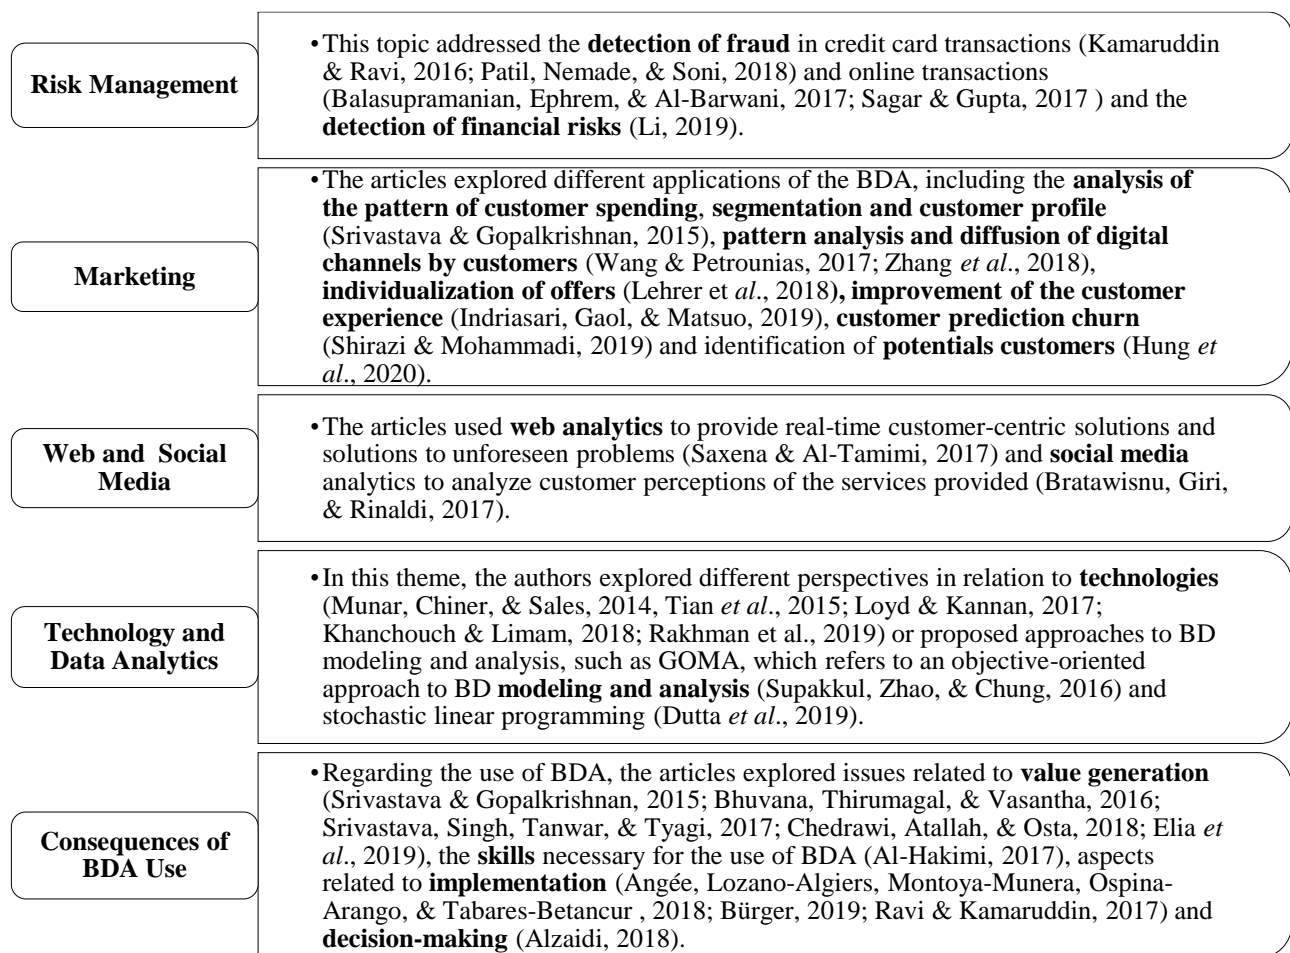 Risk Management
•This topic addressed the detection of fraud in credit card transactions (Kamaruddin
& Ravi, 2016; Patil, Nemade, & Soni, 2018) and online transactions
(Balasupramanian, Ephrem, & Al-Barwani, 2017; Sagar & Gupta, 2017 ) and the
detection of financial risks (Li, 2019).
Marketing
•The articles explored different applications of the BDA, including the analysis of
the pattern of customer spending, segmentation and customer profile
(Srivastava & Gopalkrishnan, 2015), pattern analysis and diffusion of digital
channels by customers (Wang & Petrounias, 2017; Zhang et al., 2018),
individualization of offers (Lehrer et al., 2018), improvement of the customer
experience (Indriasari, Gaol, & Matsuo, 2019), customer prediction churn
(Shirazi & Mohammadi, 2019) and identification of potentials customers (Hung et
al., 2020).
Web and Social
Media
•The articles used web analytics to provide real-time customer-centric solutions and
solutions to unforeseen problems (Saxena & Al-Tamimi, 2017) and social media
analytics to analyze customer perceptions of the services provided (Bratawisnu, Giri,
& Rinaldi, 2017).
Technology and
Data Analytics
•In this theme, the authors explored different perspectives in relation to technologies
(Munar, Chiner, & Sales, 2014, Tian et al., 2015; Loyd & Kannan, 2017;
Khanchouch & Limam, 2018; Rakhman et al., 2019) or proposed approaches to BD
modeling and analysis, such as GOMA, which refers to an objective-oriented
approach to BD modeling and analysis (Supakkul, Zhao, & Chung, 2016) and
stochastic linear programming (Dutta et al., 2019).
Consequences of
BDA Use
•Regarding the use of BDA, the articles explored issues related to value generation
(Srivastava & Gopalkrishnan, 2015; Bhuvana, Thirumagal, & Vasantha, 2016;
Srivastava, Singh, Tanwar, & Tyagi, 2017; Chedrawi, Atallah, & Osta, 2018; Elia et
al., 2019), the skills necessary for the use of BDA (Al-Hakimi, 2017), aspects
related to implementation (Angée, Lozano-Algiers, Montoya-Munera, Ospina-
Arango, & Tabares-Betancur , 2018; Bürger, 2019; Ravi & Kamaruddin, 2017) and
decision-making (Alzaidi, 2018).